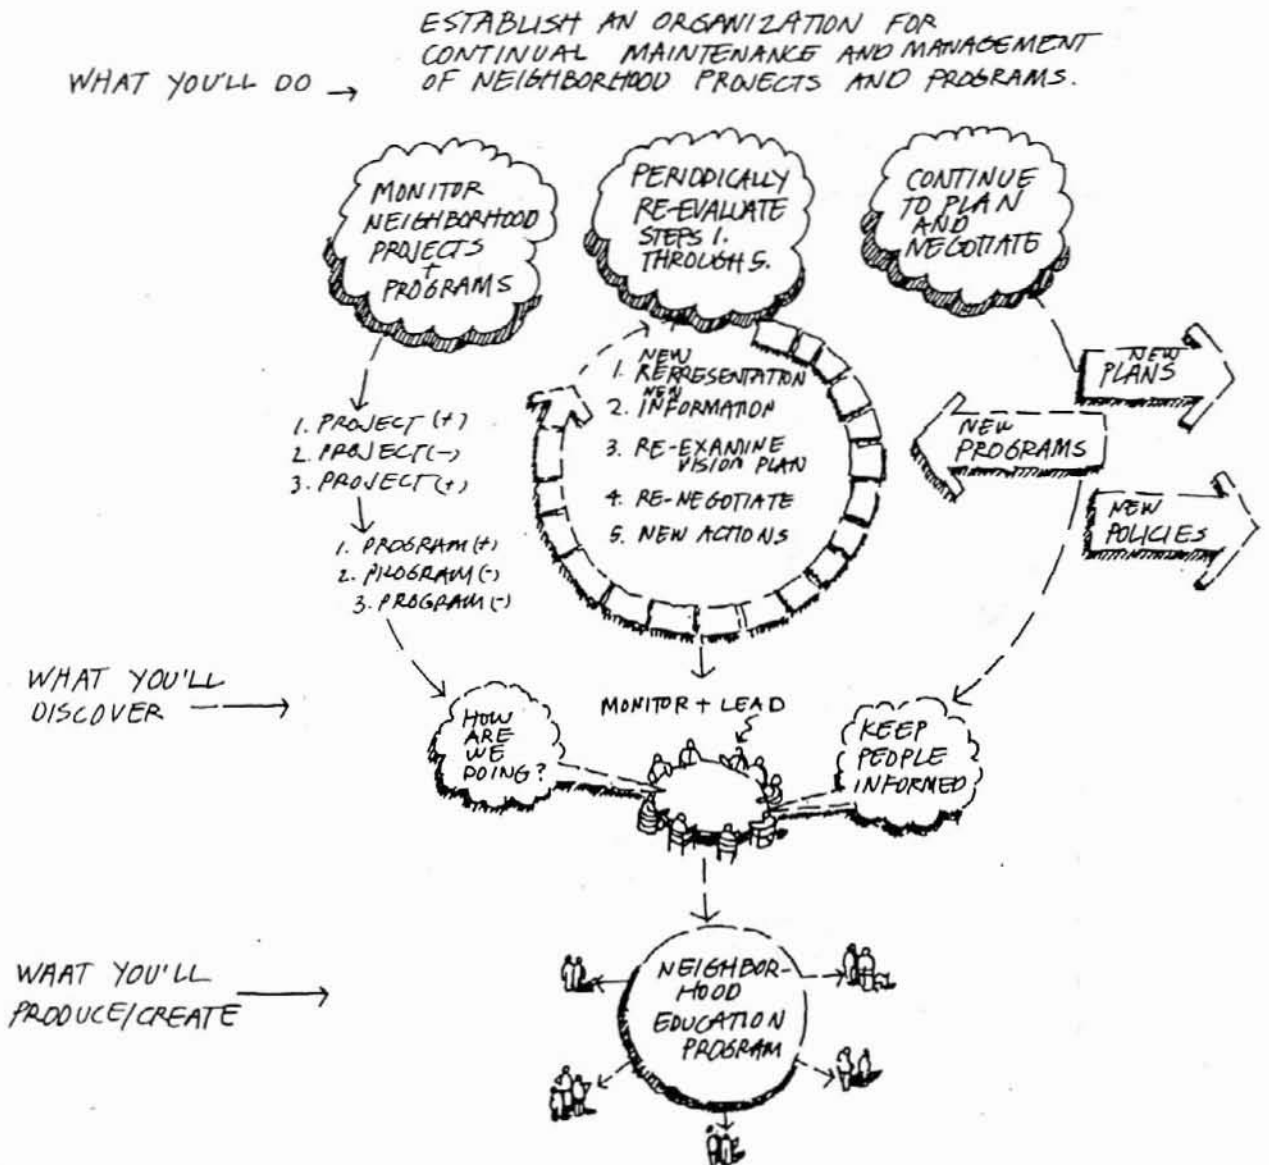 ESTABLISH AN ORGANIZATION FOR
CONTINUAL MAINTENANCE AND MANAGEMENT
OF NEIGHBORHOOD PROJECTS AND PROGRAMS.
WHAT YOU'LL DO →
MONITOR
NEIGHBORHOOD
PROJECTS
+
PROGRAMS
PERIODICALLY
RE-EVALUATE
STEPS 1.
THROUGH 5.
CONTINUE
TO PLAN
AND
NEGOTIATE
1. PROJECT (+)
2. PROJECT (-)
3. PROJECT (+)
1. PROGRAM (+)
2. PROGRAM (-)
3. PROGRAM (-)
NEW
1. REPRESENTATION
NEW
2. INFORMATION
3. RE-EXAMINE
VISION PLAN
4. RE-NEGOTIATE
5. NEW ACTIONS
NEW
PLANS
NEW
PROGRAMS
NEW
POLICIES
WHAT YOU'LL
DISCOVER
HOW
ARE
WE
DOING?
MONITOR + LEAD
KEEP
PEOPLE
INFORMED
WHAT YOU'LL
PRODUCE/CREATE
NEIGHBOR-
HOOD
EDUCATION
PROGRAM